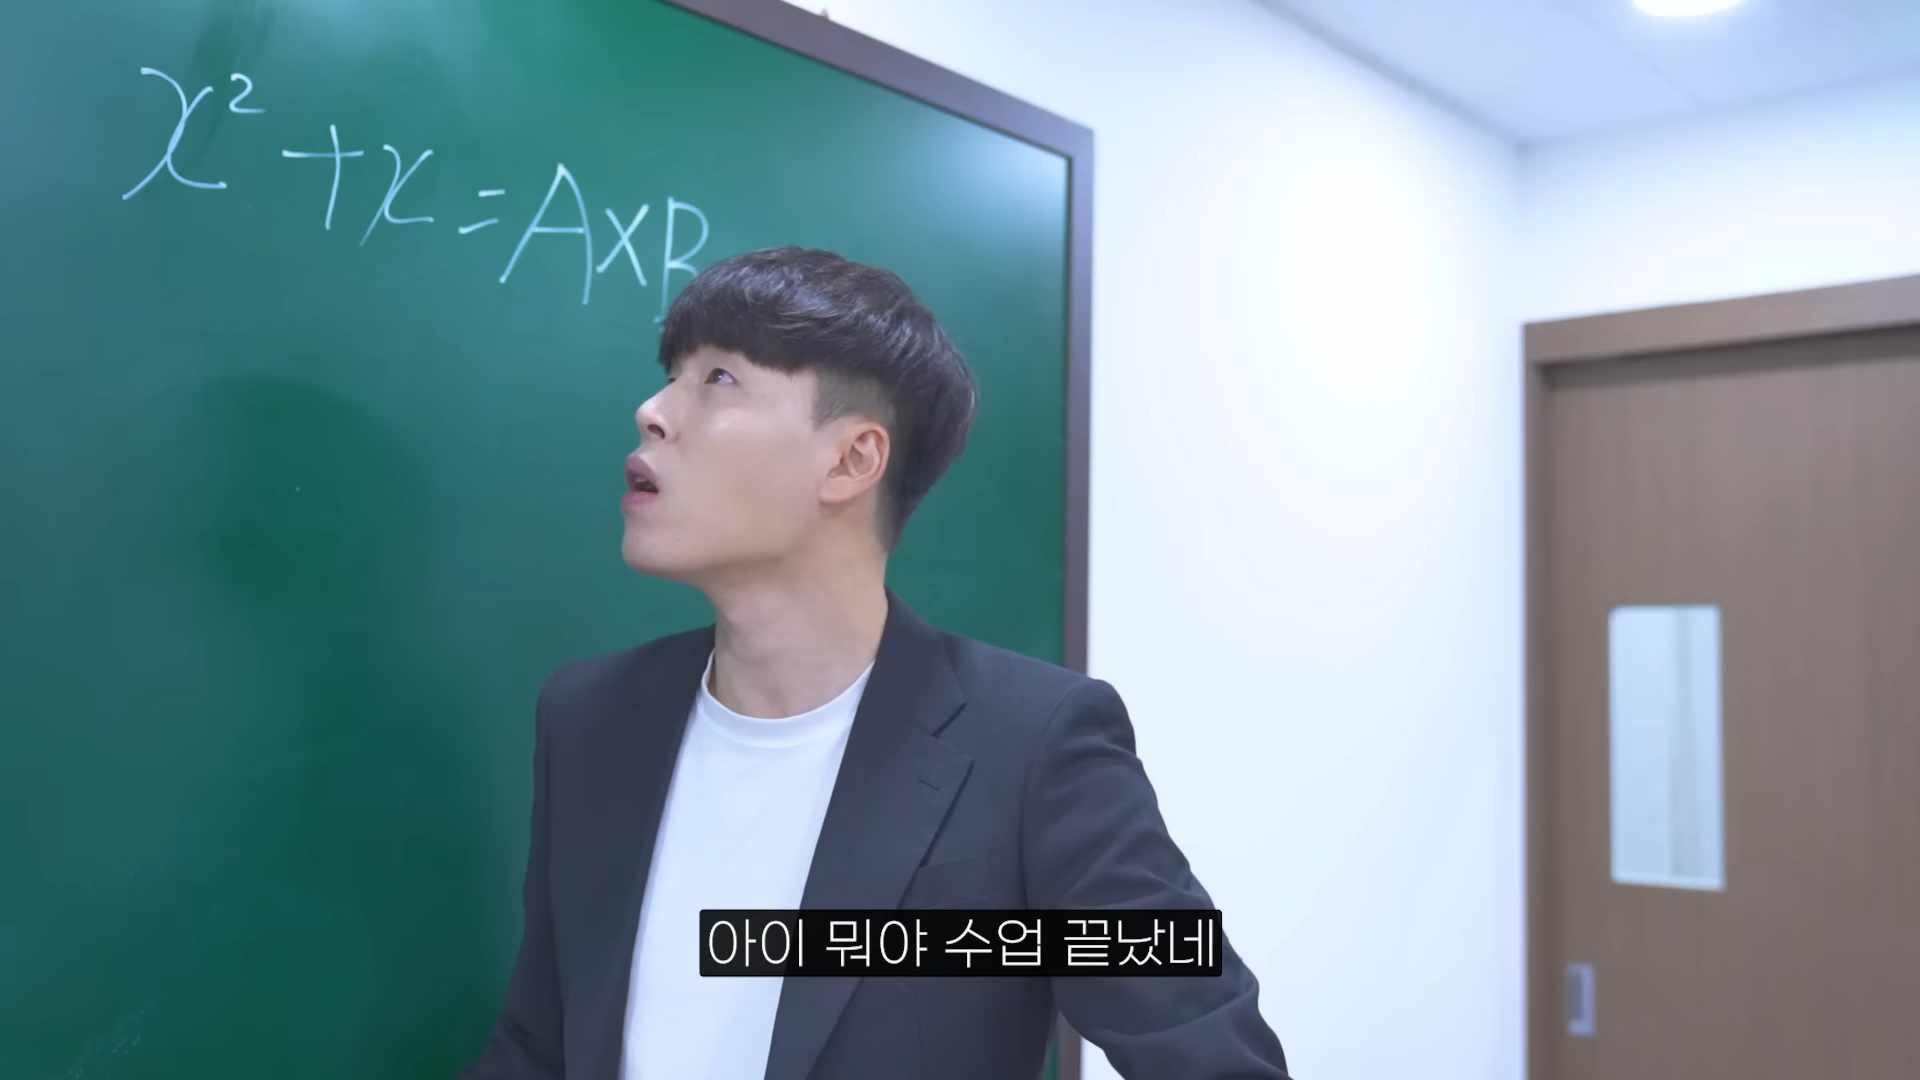 x² + x = A×B
아이 뭐야 수업 끝났네